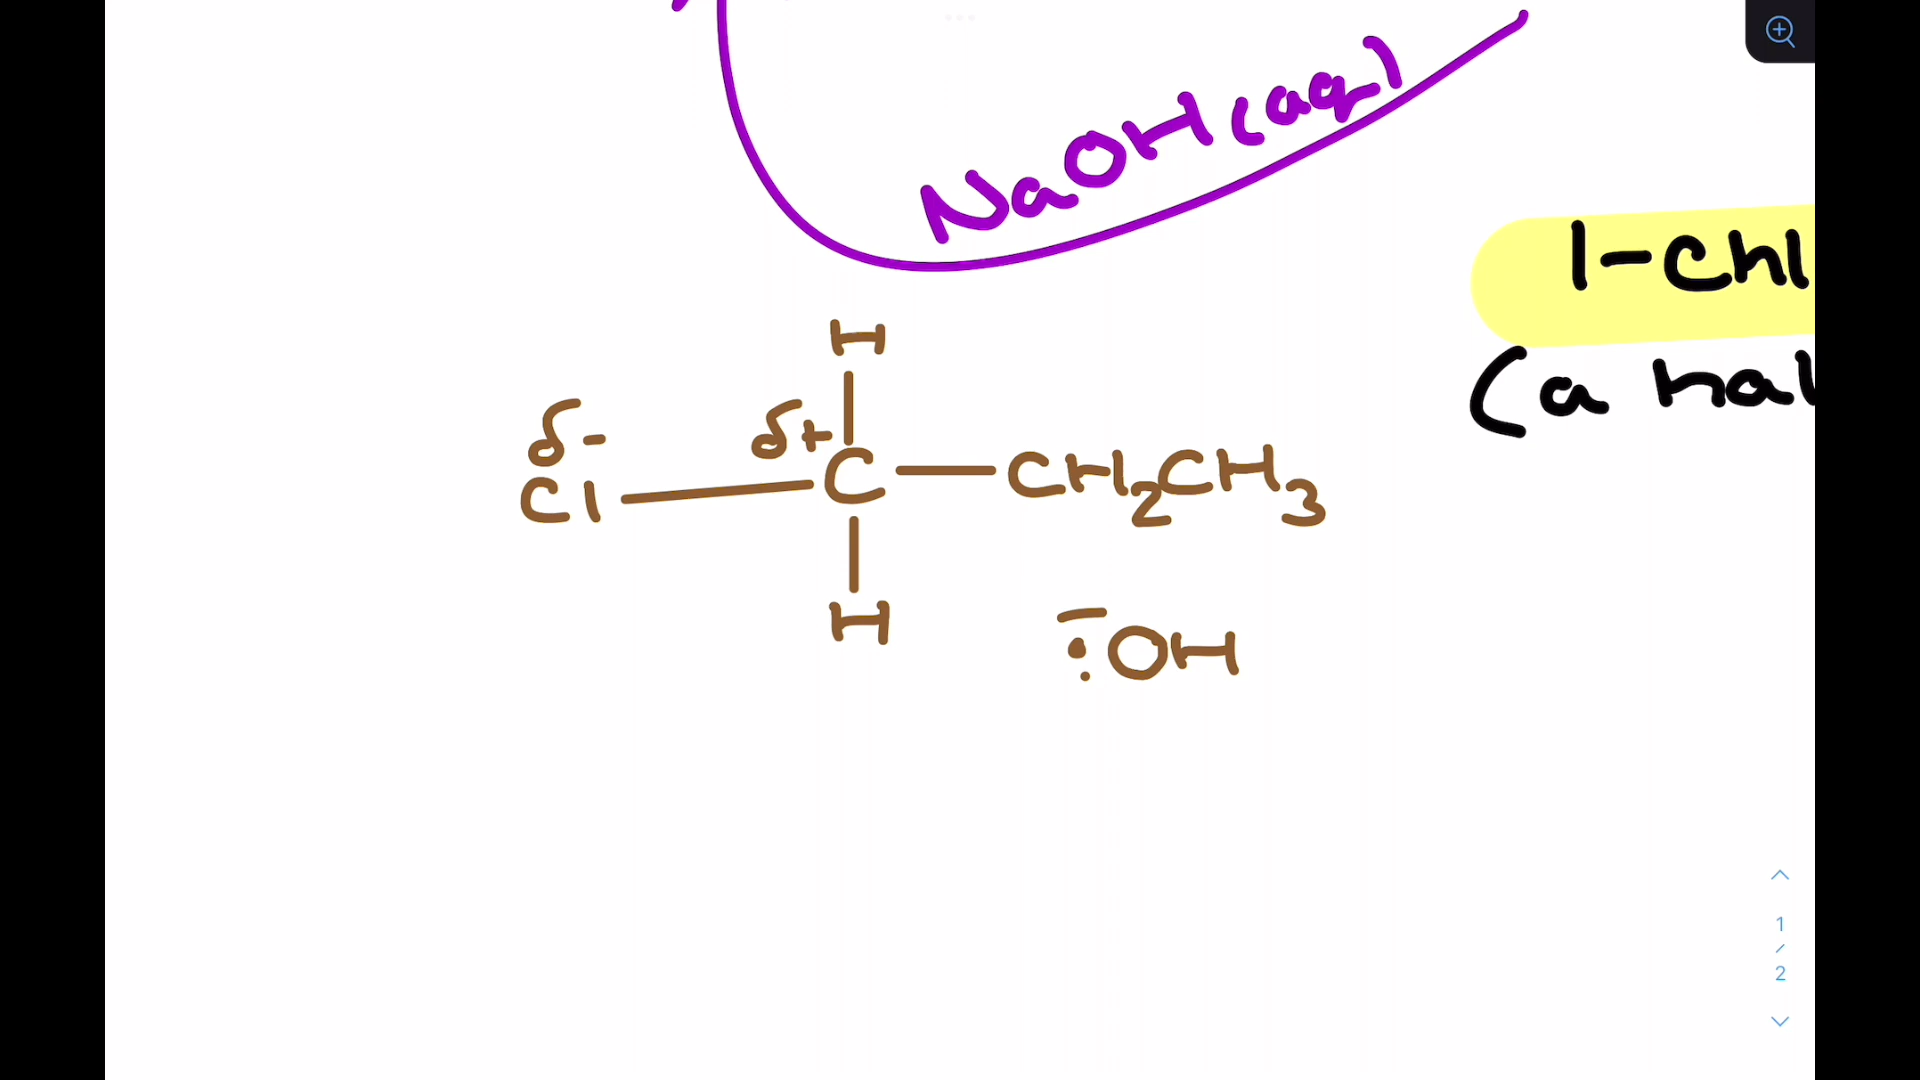 NaOH(aq)
1-chl
(a hal
H
δ- δ+
Cl C CH₂CH₃
H
:OH
1
/
2